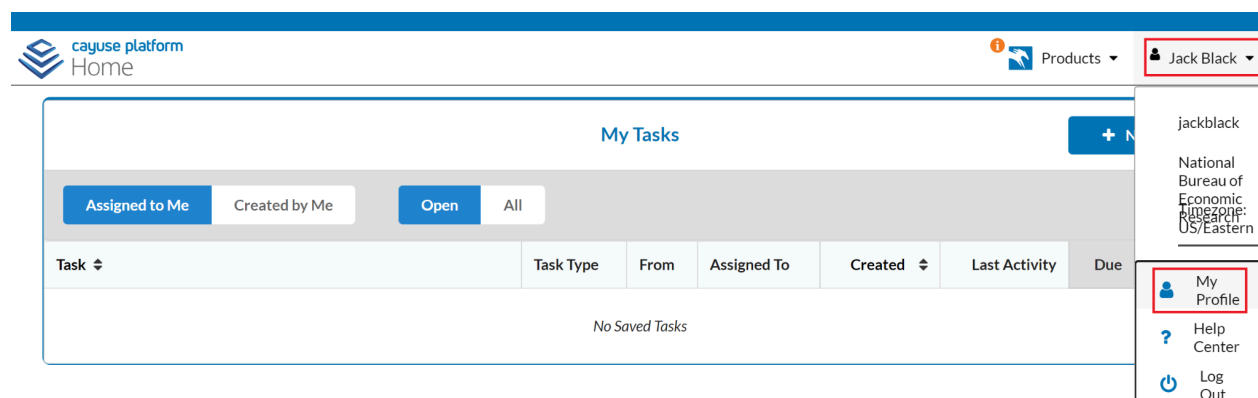 cayuse platform
Home
i
Products
Jack Black
My Tasks
+ N
jackblack
National
Bureau of
Economic
Research
Timezone:
US/Eastern
Assigned to Me Created by Me Open All
Task Task Type From Assigned To Created Last Activity Due
No Saved Tasks
My
Profile
? Help
Center
Log
Out